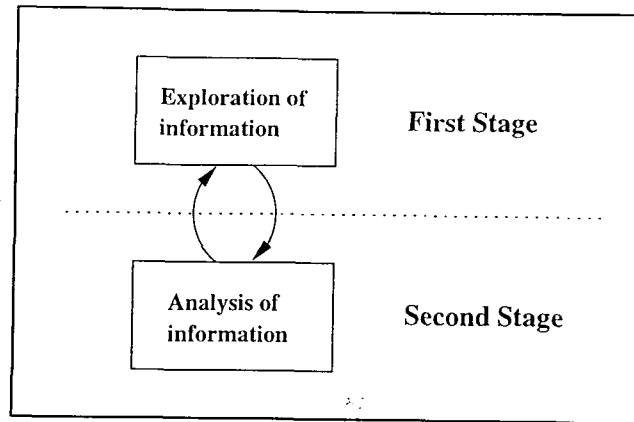 Exploration of
information
First Stage
Analysis of
information
Second Stage